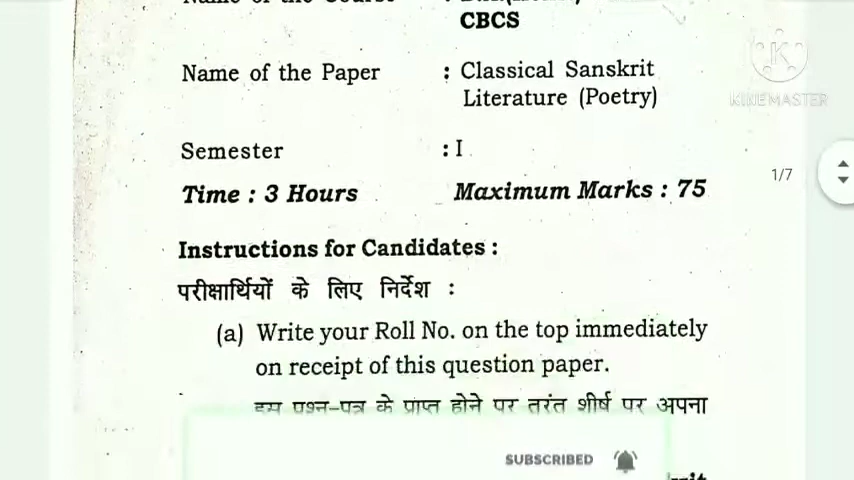 CBCS
Name of the Paper : Classical Sanskrit
Literature (Poetry)
KINEMASTER
Semester : I
1/7
Time : 3 Hours Maximum Marks : 75
Instructions for Candidates :
परीक्षार्थियों के लिए निर्देश :
(a) Write your Roll No. on the top immediately
on receipt of this question paper.
इस प्रश्न-पत्र के प्राप्त होने पर तुरंत शीर्ष पर अपना
SUBSCRIBED